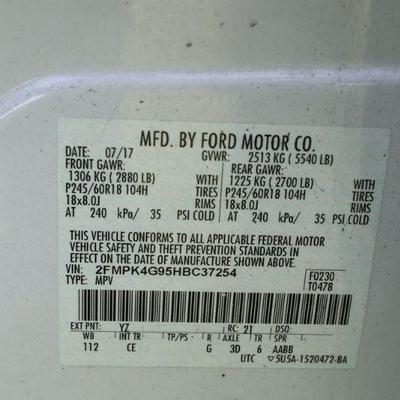 MFD. BY FORD MOTOR CO.
DATE: 07/17 GVWR: 2513 KG ( 5540 LB)
FRONT GAWR: REAR GAWR:
1306 KG ( 2880 LB) WITH 1225 KG ( 2700 LB) WITH
P245/60R18 104H TIRES P245/60R18 104H TIRES
18x8.0J RIMS 18x8.0J RIMS
AT 240 kPa/ 35 PSI COLD AT 240 kPa/ 35 PSI COLD
THIS VEHICLE CONFORMS TO ALL APPLICABLE FEDERAL MOTOR
VEHICLE SAFETY AND THEFT PREVENTION STANDARDS IN
EFFECT ON THE DATE OF MANUFACTURE SHOWN ABOVE.
VIN: 2FMPK4G95HBC37254 F0230
TYPE: MPV T0478
EXT PNT: YZ RC: 21 DSO:
WB INT TR TP/PS R AXLE TR SPR
112 CE G 3D 6 AABB
UTC 5U5A-1520472-BA